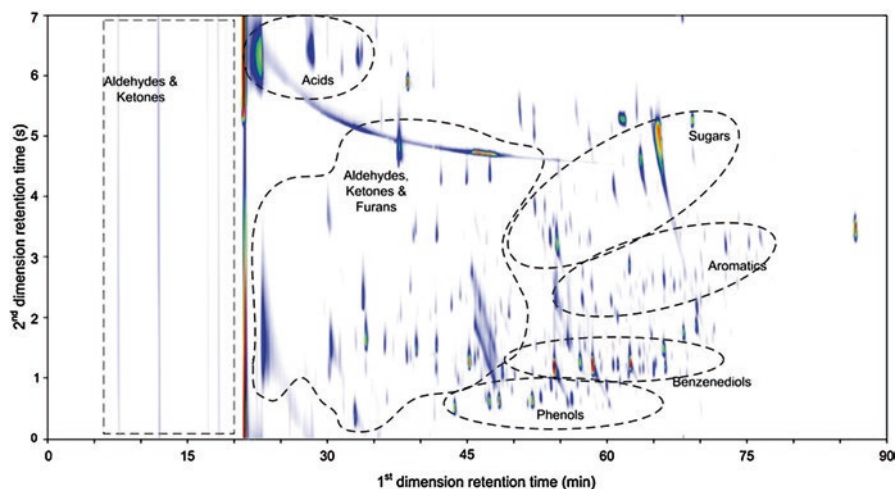 7
6
5
4
3
2
1
0
2nd dimension retention time (s)
Aldehydes &
Ketones
Acids
Aldehydes,
Ketones &
Furans
Sugars
Aromatics
Benzenediols
Phenols
0 15 30 45 60 75 90
1st dimension retention time (min)